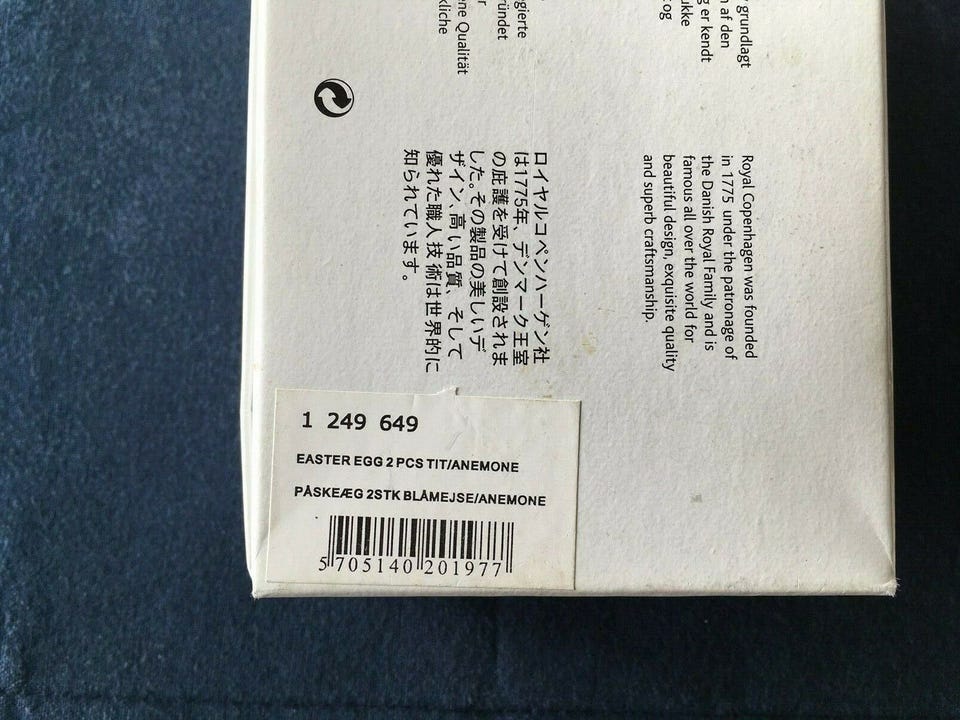 grundlagt
af den
er kendt
og
gierte
ründet
r
ne Qualität
kliche
Royal Copenhagen was founded
in 1775 under the patronage of
the Danish Royal Family and is
famous all over the world for
beautiful design, exquisite quality
and superb craftsmanship.
ロイヤルコペンハーゲン社
は1775年、デンマーク王室
の庇護を受けて創設されま
した。その製品の美しいデ
ザイン、高い品質、そして
優れた職人技術は世界的に
知られています。
1 249 649
EASTER EGG 2 PCS TIT/ANEMONE
PÅSKEÆG 2STK BLÅMEJSE/ANEMONE
5 705140 201977